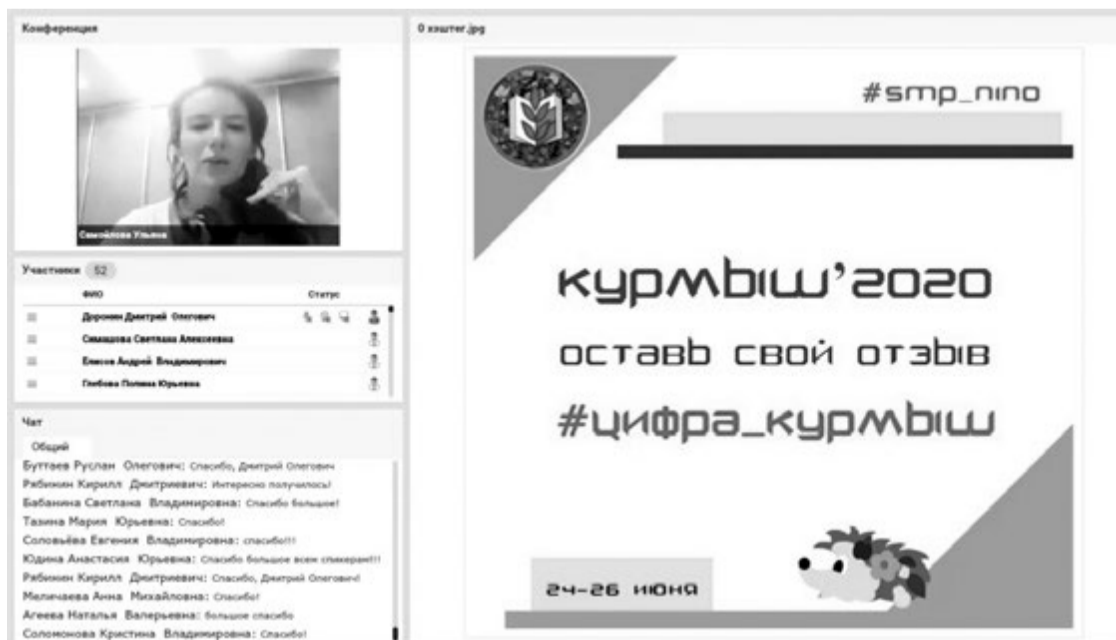 Конференция
Самойлова Ульяна
Участники 52
ФИО Статус
Доронин Дмитрий Олегович
Симашова Светлана Алексеевна
Елисов Андрей Владимирович
Глебова Полина Юрьевна
Чат
Общий
Буттаев Руслан Олегович: Спасибо, Дмитрий Олегович
Рябинин Кирилл Дмитриевич: Интересно получилось!
Бабанина Светлана Владимировна: Спасибо большое!
Тазина Мария Юрьевна: Спасибо!
Соловьёва Евгения Владимировна: спасибо!!!
Юдина Анастасия Юрьевна: Спасибо большое всем спикерам!!!
Рябинин Кирилл Дмитриевич: Спасибо, Дмитрий Олегович!
Меличаева Анна Михайловна: Спасибо!
Агеева Наталья Валерьевна: большое спасибо
Соломонова Кристина Владимировна: Спасибо!
0 хэштег.jpg
#smp_nino
курмыш'2020
оставь свой отзыв
#цифра_курмыш
24-26 июня